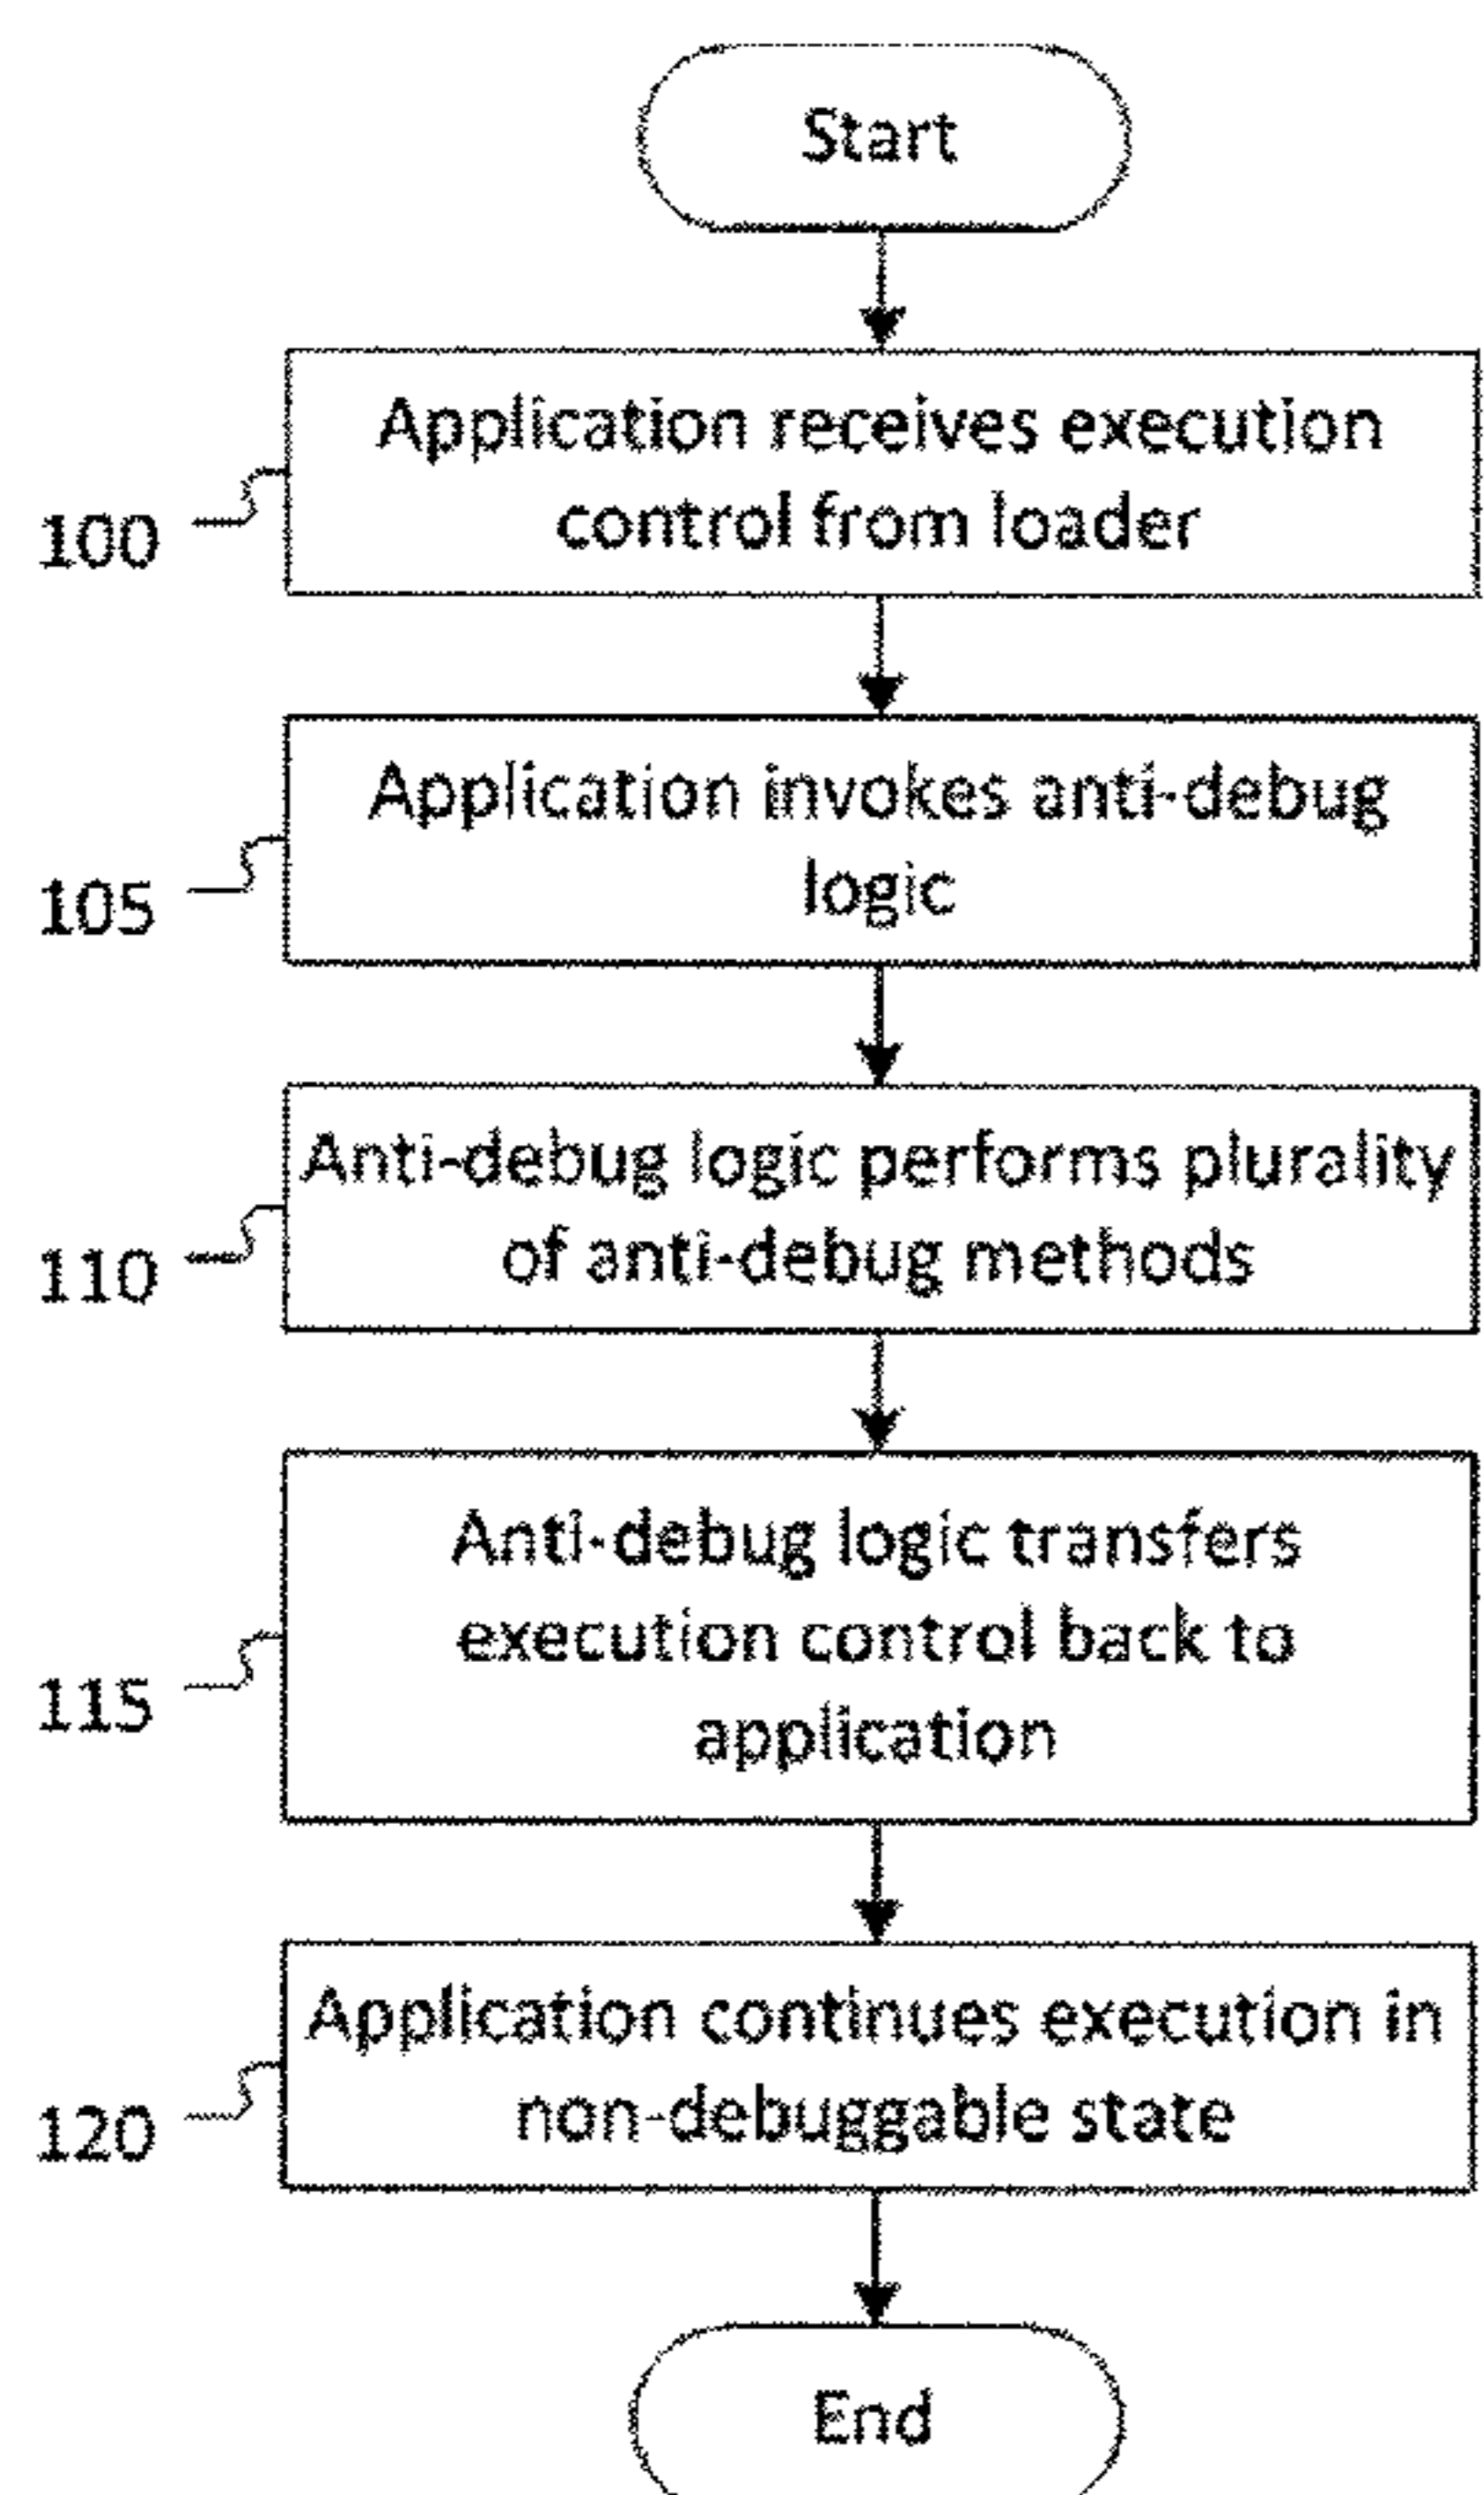 Start
Application receives execution
control from loader
100
Application invokes anti-debug
logic
105
Anti-debug logic performs plurality
of anti-debug methods
110
Anti-debug logic transfers
execution control back to
application
115
Application continues execution in
non-debuggable state
120
End